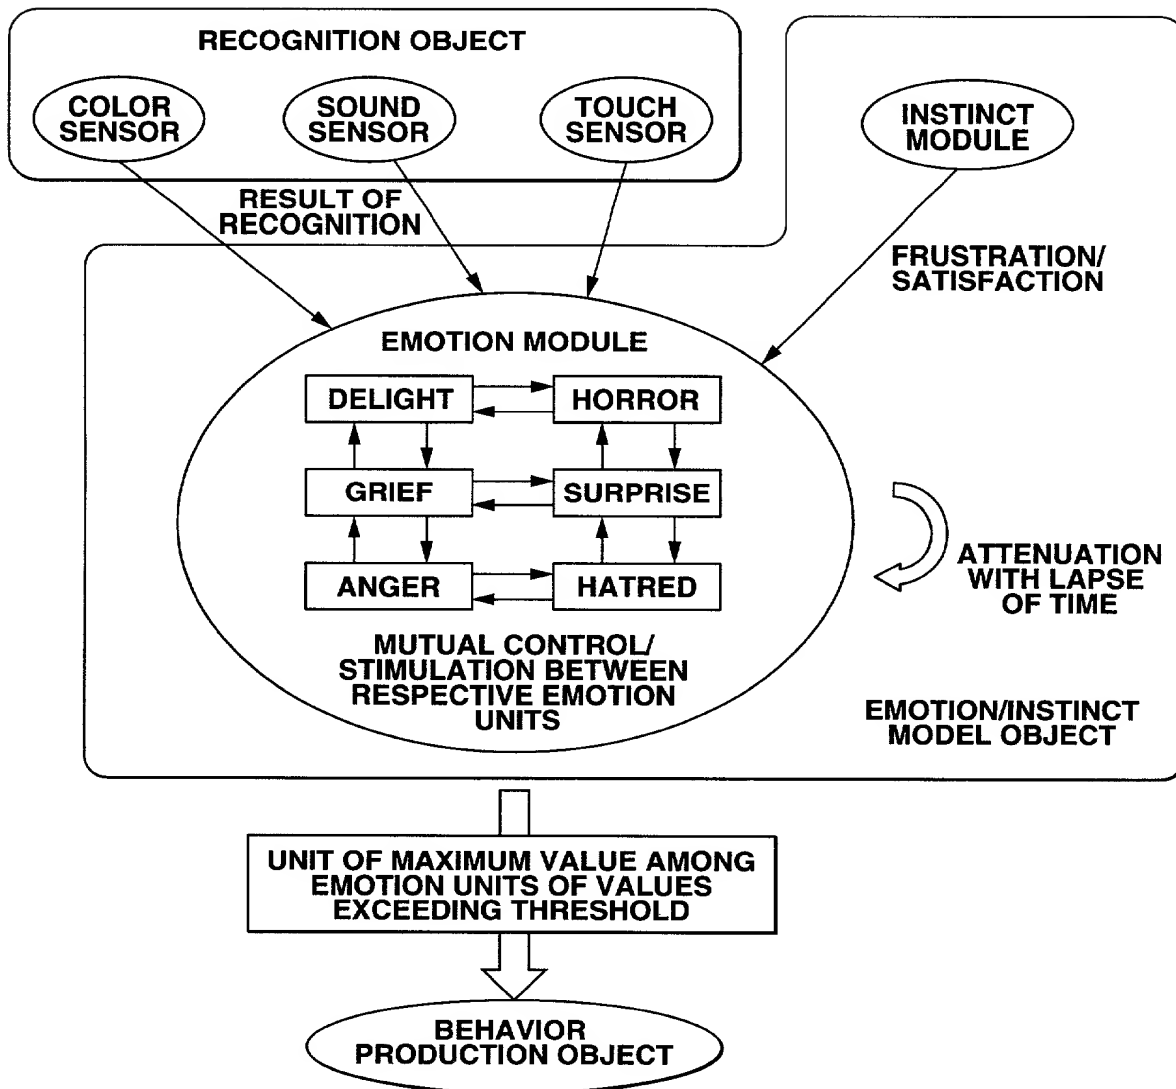 RECOGNITION OBJECT
COLOR
SENSOR
SOUND
SENSOR
TOUCH
SENSOR
INSTINCT
MODULE
RESULT OF
RECOGNITION
FRUSTRATION/
SATISFACTION
EMOTION MODULE
DELIGHT
HORROR
GRIEF
SURPRISE
ANGER
HATRED
MUTUAL CONTROL/
STIMULATION BETWEEN
RESPECTIVE EMOTION
UNITS
ATTENUATION
WITH LAPSE
OF TIME
EMOTION/INSTINCT
MODEL OBJECT
UNIT OF MAXIMUM VALUE AMONG
EMOTION UNITS OF VALUES
EXCEEDING THRESHOLD
BEHAVIOR
PRODUCTION OBJECT